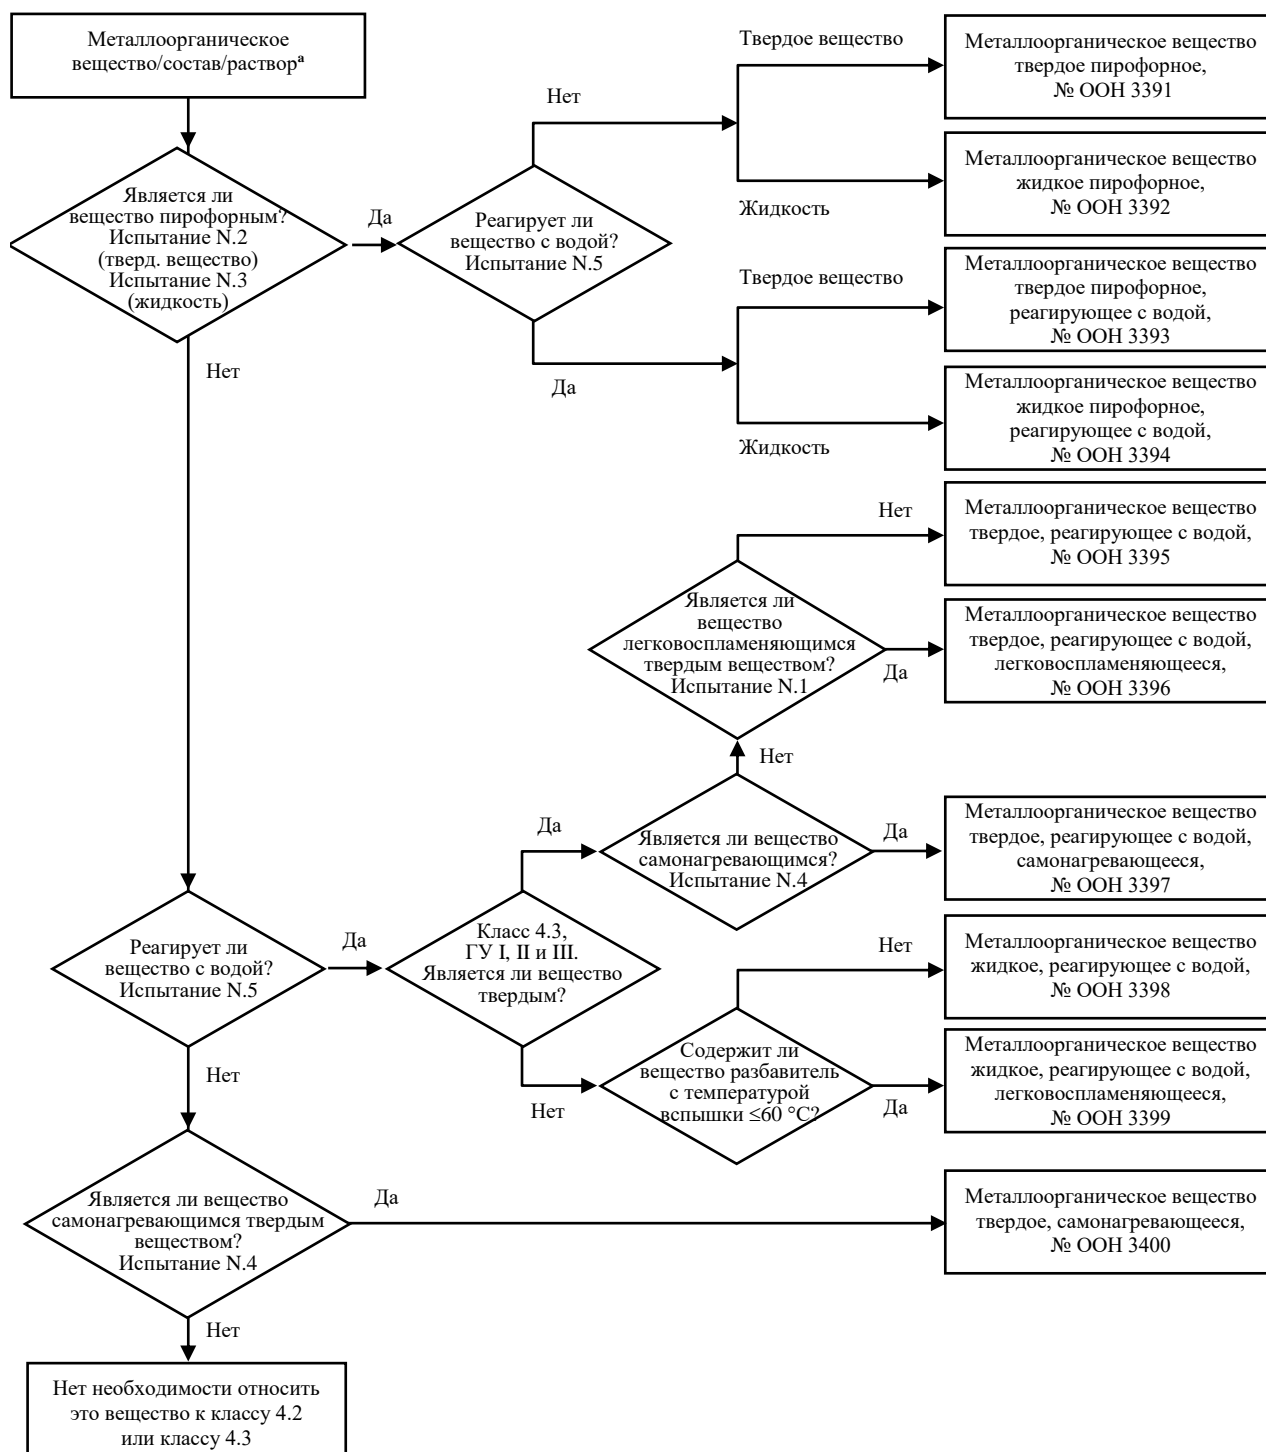 Металлоорганическое
вещество/состав/растворᵃ
Твердое вещество
Металлоорганическое вещество
твердое пирофорное,
№ ООН 3391
Нет
Металлоорганическое вещество
жидкое пирофорное,
№ ООН 3392
Жидкость
Является ли
вещество пирофорным?
Испытание N.2
(тверд. вещество)
Испытание N.3
(жидкость)
Да
Реагирует ли
вещество с водой?
Испытание N.5
Твердое вещество
Металлоорганическое вещество
твердое пирофорное,
реагирующее с водой,
№ ООН 3393
Нет
Да
Металлоорганическое вещество
жидкое пирофорное,
реагирующее с водой,
№ ООН 3394
Жидкость
Нет
Металлоорганическое вещество
твердое, реагирующее с водой,
№ ООН 3395
Является ли
вещество
легковоспламеняющимся
твердым веществом?
Испытание N.1
Да
Металлоорганическое вещество
твердое, реагирующее с водой,
легковоспламеняющееся,
№ ООН 3396
Нет
Да
Является ли вещество
самонагревающимся?
Испытание N.4
Да
Металлоорганическое вещество
твердое, реагирующее с водой,
самонагревающееся,
№ ООН 3397
Реагирует ли
вещество с водой?
Испытание N.5
Да
Класс 4.3,
ГУ I, II и III.
Является ли вещество
твердым?
Нет
Металлоорганическое вещество
жидкое, реагирующее с водой,
№ ООН 3398
Нет
Нет
Содержит ли
вещество разбавитель
с температурой
вспышки ≤60 °C?
Да
Металлоорганическое вещество
жидкое, реагирующее с водой,
легковоспламеняющееся,
№ ООН 3399
Является ли вещество
самонагревающимся твердым
веществом?
Испытание N.4
Да
Металлоорганическое вещество
твердое, самонагревающееся,
№ ООН 3400
Нет
Нет необходимости относить
это вещество к классу 4.2
или классу 4.3